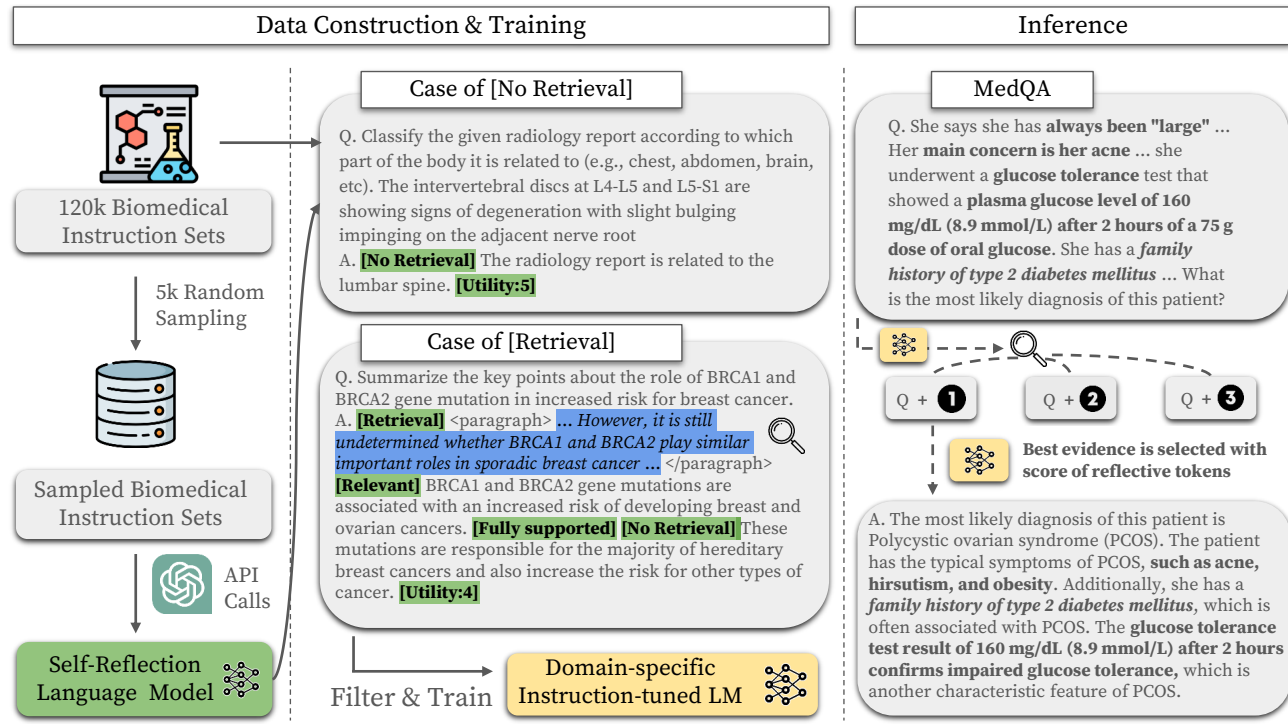 Data Construction & Training
120k Biomedical
Instruction Sets
5k Random
Sampling
Sampled Biomedical
Instruction Sets
API
Calls
Self-Reflection
Language Model
Case of [No Retrieval]
Q. Classify the given radiology report according to which
part of the body it is related to (e.g., chest, abdomen, brain,
etc). The intervertebral discs at L4-L5 and L5-S1 are
showing signs of degeneration with slight bulging
impinging on the adjacent nerve root
A. [No Retrieval] The radiology report is related to the
lumbar spine. [Utility:5]
Case of [Retrieval]
Q. Summarize the key points about the role of BRCA1 and
BRCA2 gene mutation in increased risk for breast cancer.
A. [Retrieval] <paragraph> ... However, it is still
undetermined whether BRCA1 and BRCA2 play similar
important roles in sporadic breast cancer ... </paragraph>
[Relevant] BRCA1 and BRCA2 gene mutations are
associated with an increased risk of developing breast and
ovarian cancers. [Fully supported] [No Retrieval] These
mutations are responsible for the majority of hereditary
breast cancers and also increase the risk for other types of
cancer. [Utility:4]
Filter & Train
Domain-specific
Instruction-tuned LM
Inference
MedQA
Q. She says she has always been "large" ...
Her main concern is her acne ... she
underwent a glucose tolerance test that
showed a plasma glucose level of 160
mg/dL (8.9 mmol/L) after 2 hours of a 75 g
dose of oral glucose. She has a family
history of type 2 diabetes mellitus ... What
is the most likely diagnosis of this patient?
Q + 1
Q + 2
Q + 3
Best evidence is selected with
score of reflective tokens
A. The most likely diagnosis of this patient is
Polycystic ovarian syndrome (PCOS). The patient
has the typical symptoms of PCOS, such as acne,
hirsutism, and obesity. Additionally, she has a
family history of type 2 diabetes mellitus, which is
often associated with PCOS. The glucose tolerance
test result of 160 mg/dL (8.9 mmol/L) after 2 hours
confirms impaired glucose tolerance, which is
another characteristic feature of PCOS.